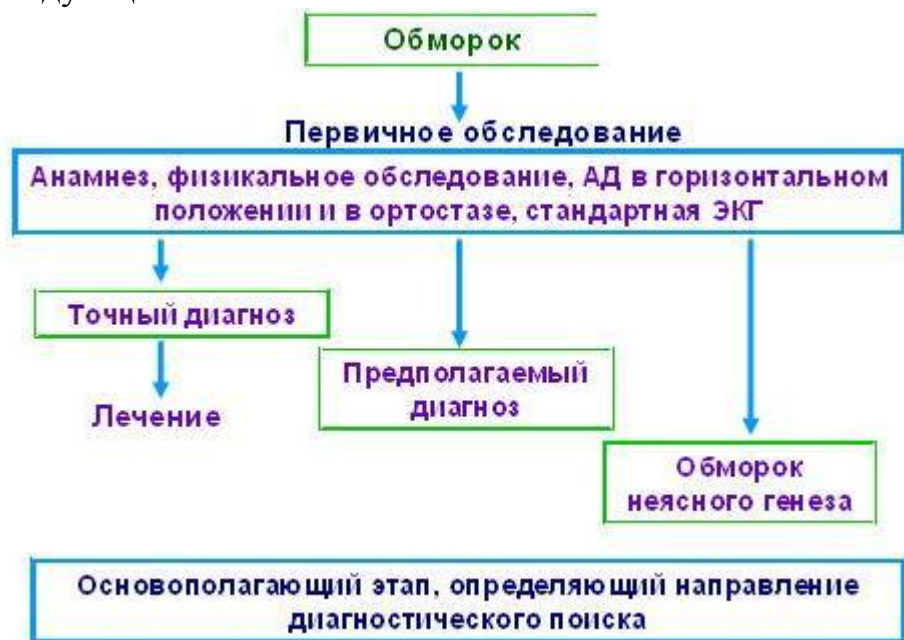 Обморок
Первичное обследование
Анамнез, физикальное обследование, АД в горизонтальном
положении и в ортостазе, стандартная ЭКГ
Точный диагноз
Лечение
Предполагаемый
диагноз
Обморок
неясного генеза
Основополагающий этап, определяющий направление
диагностического поиска